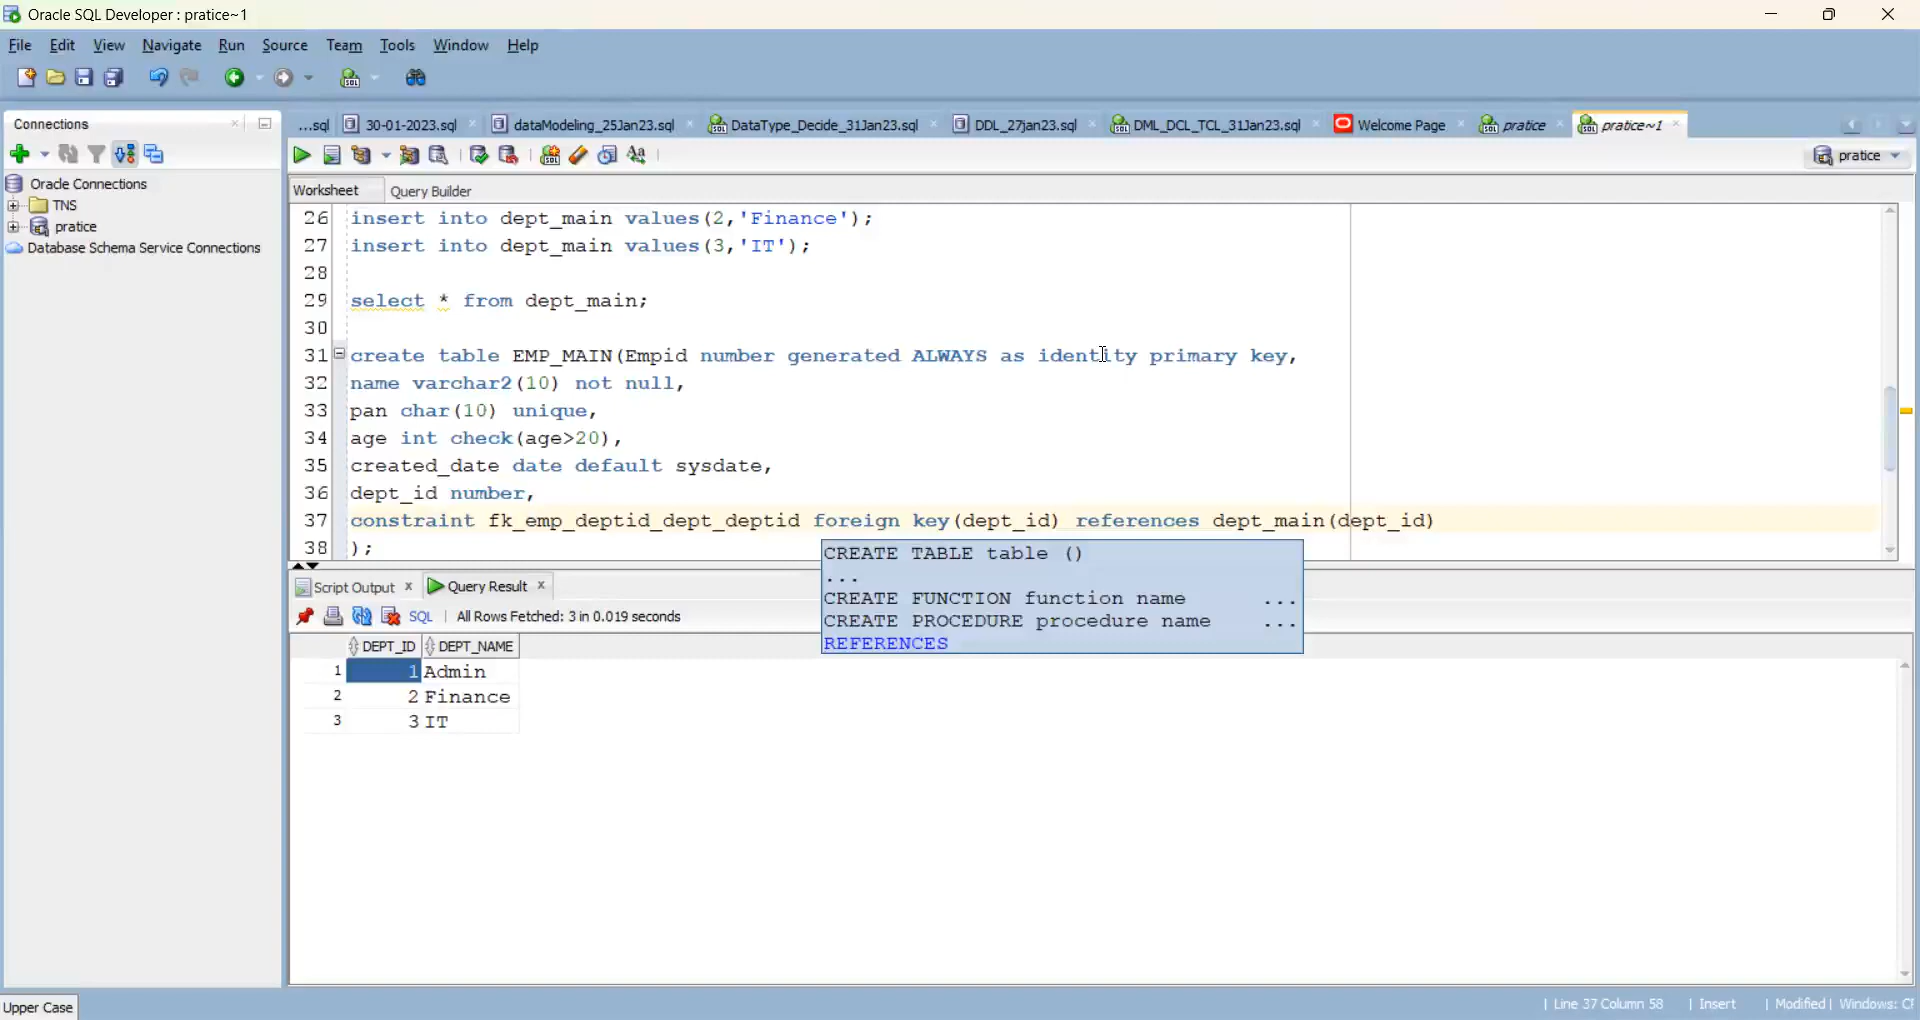 Oracle SQL Developer : pratice~1
File Edit View Navigate Run Source Team Tools Window Help
Connections
...sql 30-01-2023.sql dataModeling_25Jan23.sql DataType_Decide_31Jan23.sql DDL_27jan23.sql DML_DCL_TCL_31Jan23.sql Welcome Page pratice pratice~1
pratice
Oracle Connections
TNS
pratice
Database Schema Service Connections
Worksheet Query Builder
26 insert into dept_main values(2,'Finance');
27 insert into dept_main values(3,'IT');
28
29 select * from dept_main;
30
31 create table EMP_MAIN(Empid number generated ALWAYS as identity primary key,
32 name varchar2(10) not null,
33 pan char(10) unique,
34 age int check(age>20),
35 created_date date default sysdate,
36 dept_id number,
37 constraint fk_emp_deptid_dept_deptid foreign key(dept_id) references dept_main(dept_id)
38 );
CREATE TABLE table ()
...
CREATE FUNCTION function name ...
CREATE PROCEDURE procedure name ...
REFERENCES
Script Output Query Result
SQL All Rows Fetched: 3 in 0.019 seconds
DEPT_ID DEPT_NAME
1 1 Admin
2 2 Finance
3 3 IT
Upper Case
Line 37 Column 58 Insert Modified Windows: C